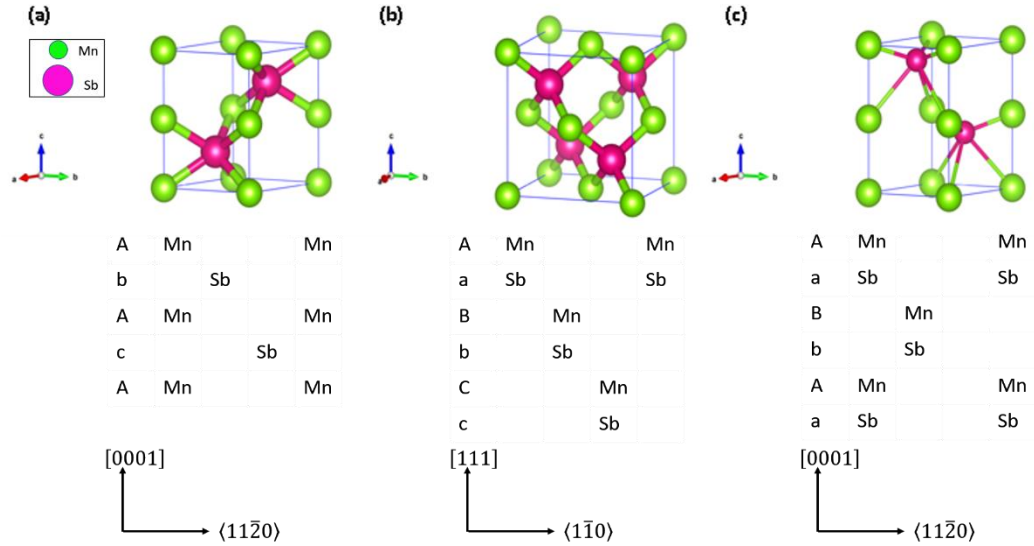 (a) (b) (c)
Mn
Sb
c
a b
c
a b
c
a b
A Mn Mn
b Sb
A Mn Mn
c Sb
A Mn Mn
[0001]
⟨112̄0⟩
A Mn Mn
a Sb Sb
B Mn
b Sb
C Mn
c Sb
[111]
⟨11̄0⟩
A Mn Mn
a Sb Sb
B Mn
b Sb
A Mn Mn
a Sb Sb
[0001]
⟨112̄0⟩